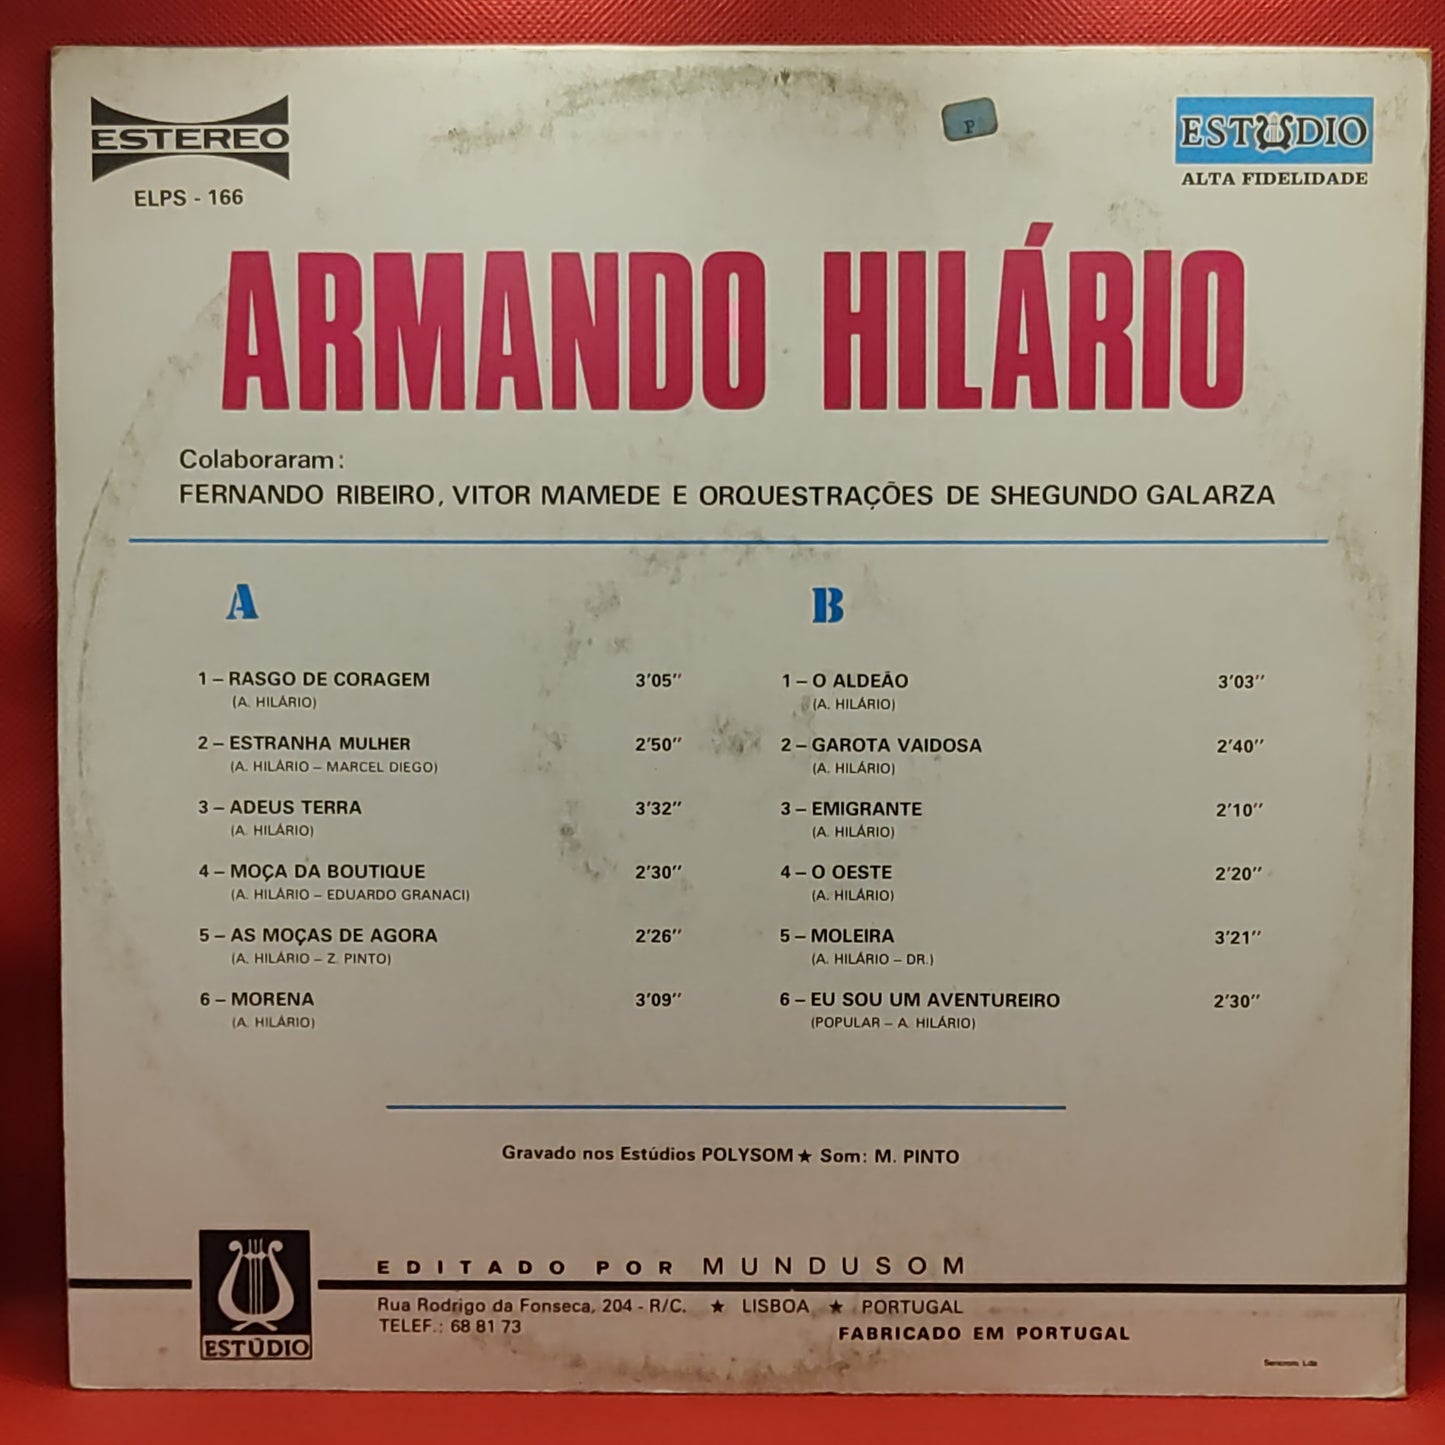 ESTEREO
ELPS - 166
P
ESTÚDIO
ALTA FIDELIDADE
ARMANDO HILÁRIO
Colaboraram:
FERNANDO RIBEIRO, VITOR MAMEDE E ORQUESTRAÇÕES DE SHEGUNDO GALARZA
A
1 – RASGO DE CORAGEM 3'05''
(A. HILÁRIO)
2 – ESTRANHA MULHER 2'50''
(A. HILÁRIO – MARCEL DIEGO)
3 – ADEUS TERRA 3'32''
(A. HILÁRIO)
4 – MOÇA DA BOUTIQUE 2'30''
(A. HILÁRIO – EDUARDO GRANACI)
5 – AS MOÇAS DE AGORA 2'26''
(A. HILÁRIO – Z. PINTO)
6 – MORENA 3'09''
(A. HILÁRIO)
B
1 – O ALDEÃO 3'03''
(A. HILÁRIO)
2 – GAROTA VAIDOSA 2'40''
(A. HILÁRIO)
3 – EMIGRANTE 2'10''
(A. HILÁRIO)
4 – O OESTE 2'20''
(A. HILÁRIO)
5 – MOLEIRA 3'21''
(A. HILÁRIO – DR.)
6 – EU SOU UM AVENTUREIRO 2'30''
(POPULAR – A. HILÁRIO)
Gravado nos Estúdios POLYSOM ★ Som: M. PINTO
EDITADO POR MUNDUSOM
Rua Rodrigo da Fonseca, 204 - R/C. ★ LISBOA ★ PORTUGAL
TELEF.: 68 81 73
FABRICADO EM PORTUGAL
ESTÚDIO
Lda